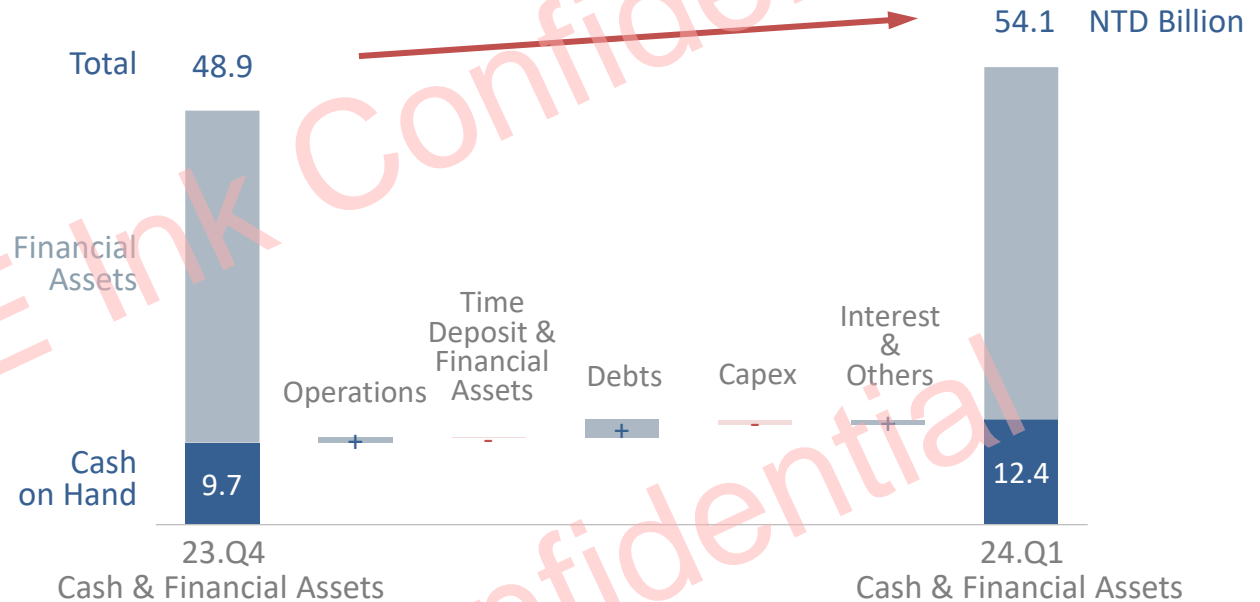 54.1 NTD Billion
Total 48.9
Financial
Assets
Time
Deposit &
Financial
Assets
Interest
&
Others
Operations
Debts
Capex
+
-
+
-
+
Cash
on Hand
9.7
12.4
23.Q4
Cash & Financial Assets
24.Q1
Cash & Financial Assets
E Ink Confidential